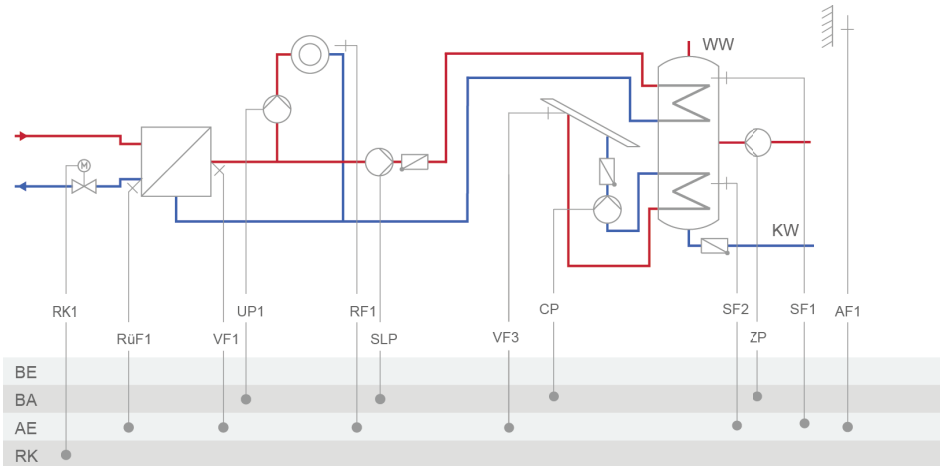 WW
M
KW
RK1 UP1 RF1 CP SF2 SF1 AF1
RüF1 VF1 SLP VF3 ZP
BE
BA
AE
RK